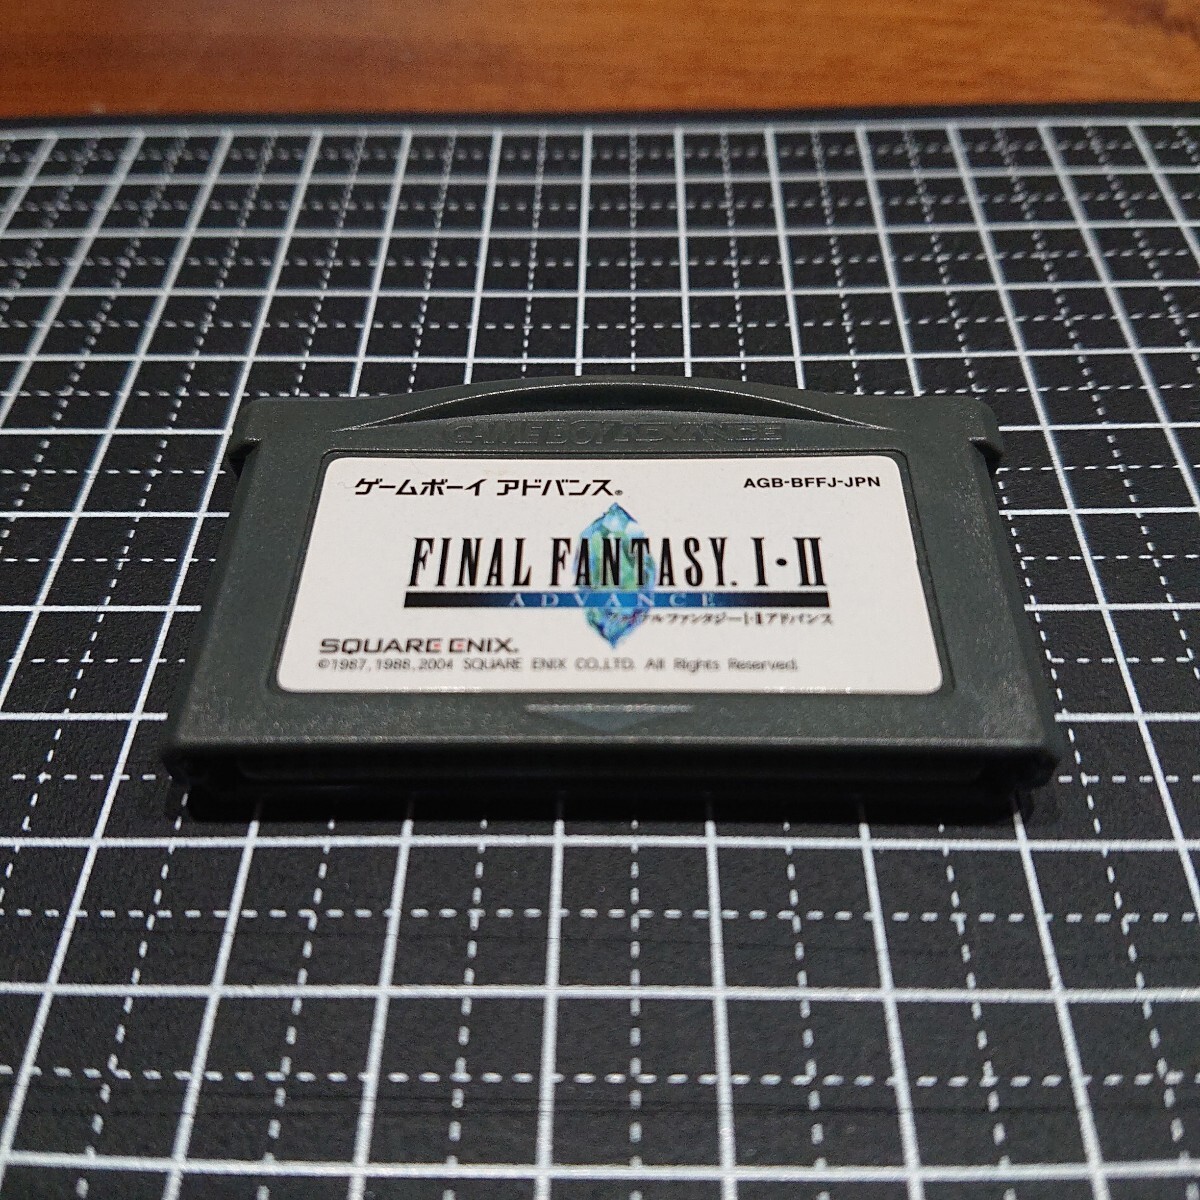 GAME BOY ADVANCE
ゲームボーイ アドバンス®
AGB-BFFJ-JPN
FINAL FANTASY. I・II
ADVANCE
ファイナルファンタジーI・IIアドバンス
SQUARE ENIX.
©1987,1988,2004 SQUARE ENIX CO.,LTD. All Rights Reserved.